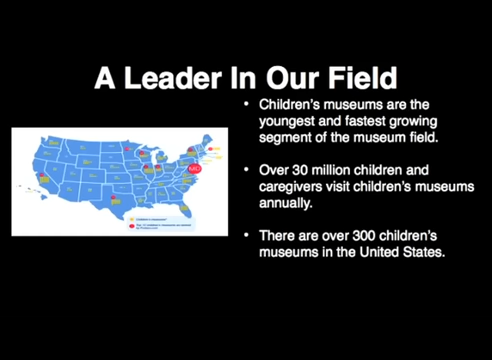 A Leader In Our Field
• Children's museums are the
youngest and fastest growing
segment of the museum field.
• Over 30 million children and
caregivers visit children's museums
annually.
• There are over 300 children's
museums in the United States.